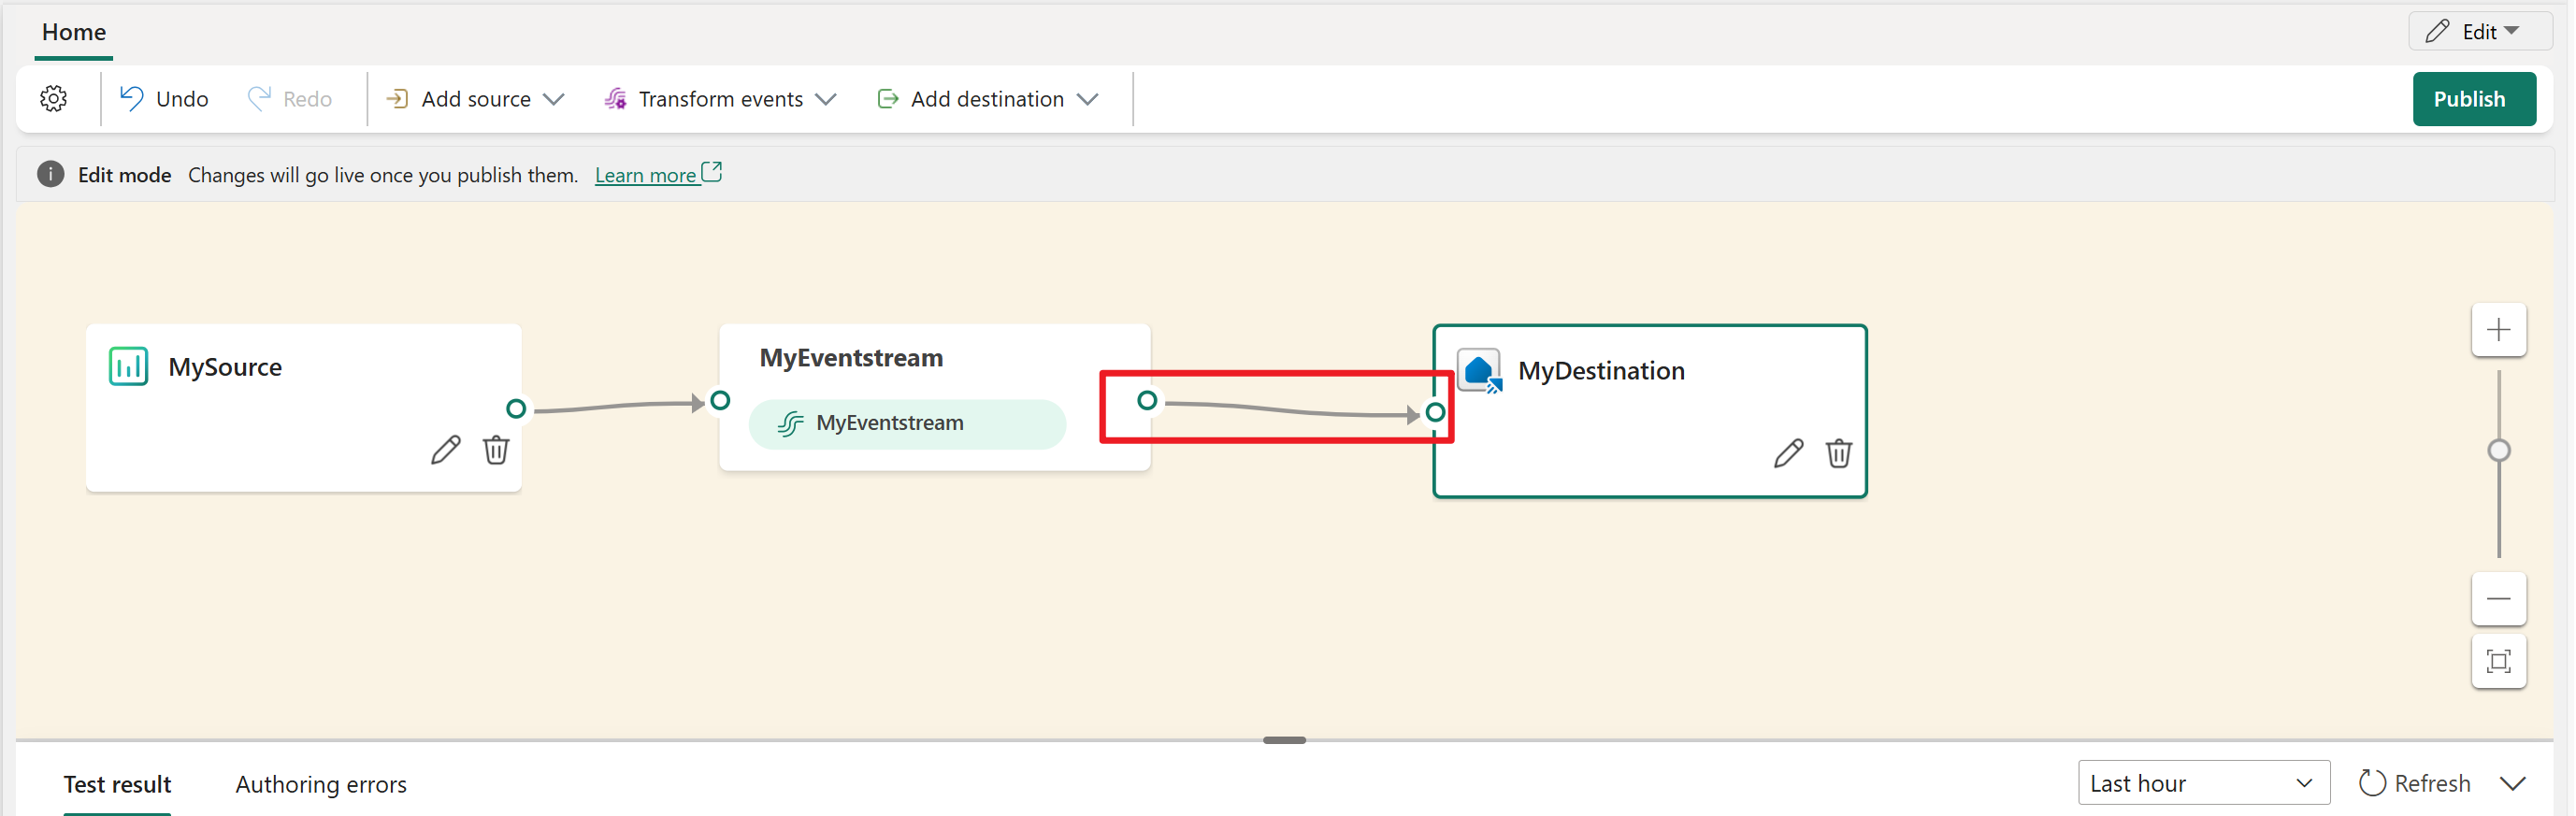 Home
Edit
Undo
Redo
Add source
Transform events
Add destination
Publish
Edit mode Changes will go live once you publish them. Learn more
MySource
MyEventstream
MyEventstream
MyDestination
Test result
Authoring errors
Last hour
Refresh